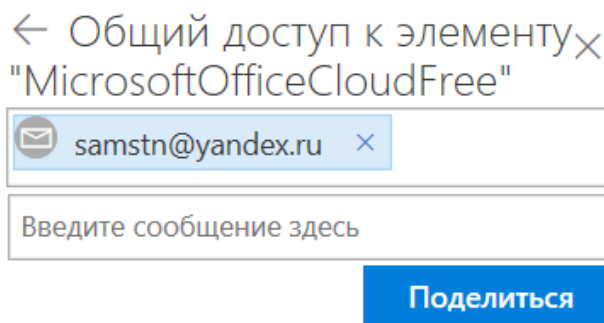 Общий доступ к элементу
"MicrosoftOfficeCloudFree"
samstn@yandex.ru
Введите сообщение здесь
Поделиться